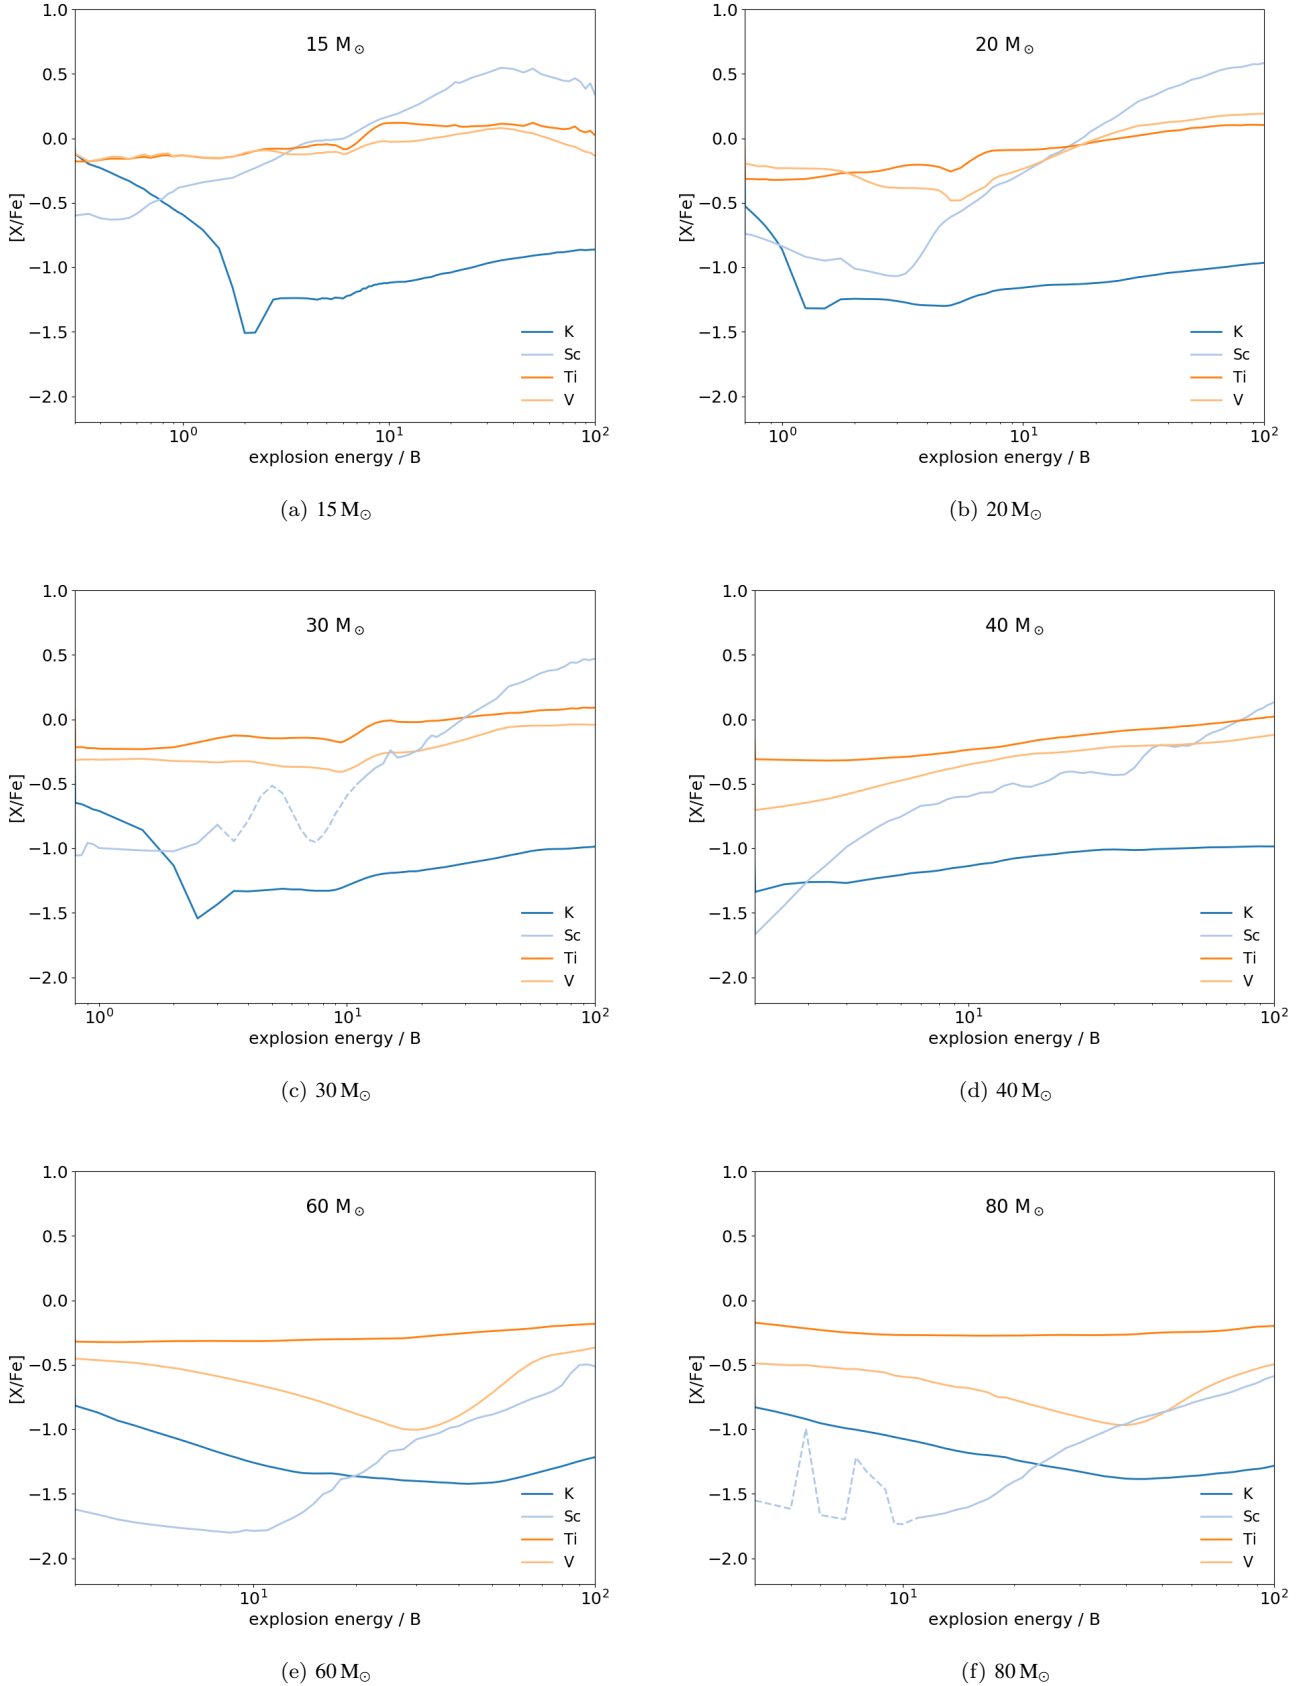 1.0
0.5
0.0
−0.5
−1.0
−1.5
−2.0
[X/Fe]
15 M⊙
K
Sc
Ti
V
10⁰
10¹
10²
explosion energy / B
(a) 15 M⊙
1.0
0.5
0.0
−0.5
−1.0
−1.5
−2.0
[X/Fe]
20 M⊙
K
Sc
Ti
V
10⁰
10¹
10²
explosion energy / B
(b) 20 M⊙
1.0
0.5
0.0
−0.5
−1.0
−1.5
−2.0
[X/Fe]
30 M⊙
K
Sc
Ti
V
10⁰
10¹
10²
explosion energy / B
(c) 30 M⊙
1.0
0.5
0.0
−0.5
−1.0
−1.5
−2.0
[X/Fe]
40 M⊙
K
Sc
Ti
V
10¹
10²
explosion energy / B
(d) 40 M⊙
1.0
0.5
0.0
−0.5
−1.0
−1.5
−2.0
[X/Fe]
60 M⊙
K
Sc
Ti
V
10¹
10²
explosion energy / B
(e) 60 M⊙
1.0
0.5
0.0
−0.5
−1.0
−1.5
−2.0
[X/Fe]
80 M⊙
K
Sc
Ti
V
10¹
10²
explosion energy / B
(f) 80 M⊙